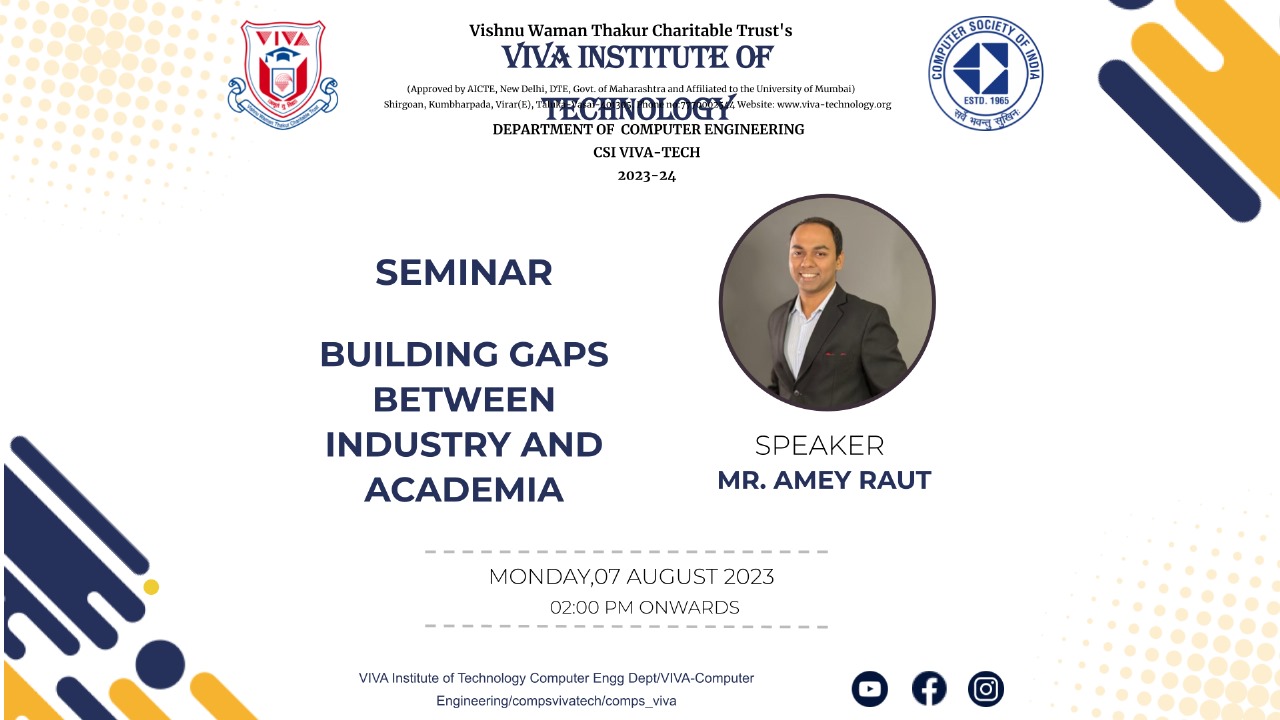 Vishnu Waman Thakur Charitable Trust's
VIVA INSTITUTE OF
TECHNOLOGY
(Approved by AICTE, New Delhi, DTE, Govt. of Maharashtra and Affiliated to the University of Mumbai)
Shirgoan, Kumbharpada, Virar(E), Website: www.viva-technology.org
DEPARTMENT OF COMPUTER ENGINEERING
CSI VIVA-TECH
2023-24
VIVA
COMPUTER SOCIETY OF INDIA
ESTD. 1965
सर्वे भवन्तु सुखिनः
SEMINAR
BUILDING GAPS
BETWEEN
INDUSTRY AND
ACADEMIA
SPEAKER
MR. AMEY RAUT
MONDAY,07 AUGUST 2023
02:00 PM ONWARDS
VIVA Institute of Technology Computer Engg Dept/VIVA-Computer
Engineering/compsvivatech/comps_viva